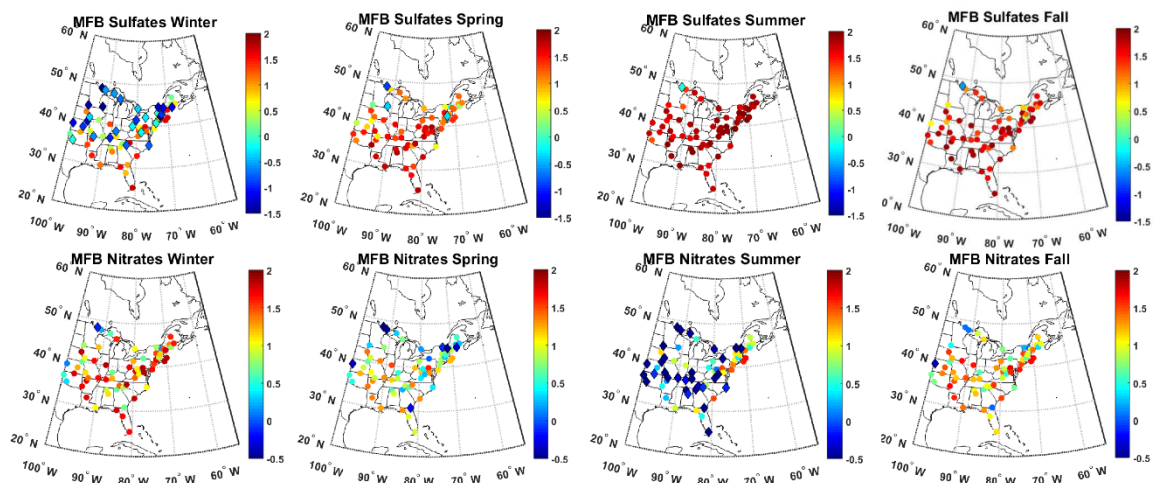 MFB Sulfates Winter
60° N
50° N
40° N
30° N
20° N
100° W
90° W
80° W
70° W
60° W
2
1.5
1
0.5
0
-0.5
-1
-1.5
MFB Sulfates Spring
60° N
50° N
40° N
30° N
20° N
100° W
90° W
80° W
70° W
60° W
2
1.5
1
0.5
0
-0.5
-1
-1.5
MFB Sulfates Summer
60° N
50° N
40° N
30° N
20° N
100° W
90° W
80° W
70° W
60° W
2
1.5
1
0.5
0
-0.5
-1
-1.5
MFB Sulfates Fall
60° N
50° N
40° N
30° N
0° N
100° W
90° W
80° W
70° W
60° W
2
1.5
1
0.5
0
-0.5
-1
-1.5
MFB Nitrates Winter
60° N
50° N
40° N
30° N
20° N
100° W
90° W
80° W
70° W
60° W
2
1.5
1
0.5
0
-0.5
MFB Nitrates Spring
60° N
50° N
40° N
30° N
20° N
100° W
90° W
80° W
70° W
60° W
2
1.5
1
0.5
0
-0.5
MFB Nitrates Summer
60° N
50° N
40° N
30° N
20° N
100° W
90° W
80° W
70° W
60° W
2
1.5
1
0.5
0
-0.5
MFB Nitrates Fall
60° N
50° N
40° N
30° N
20° N
100° W
90° W
80° W
70° W
60° W
2
1.5
1
0.5
0
-0.5